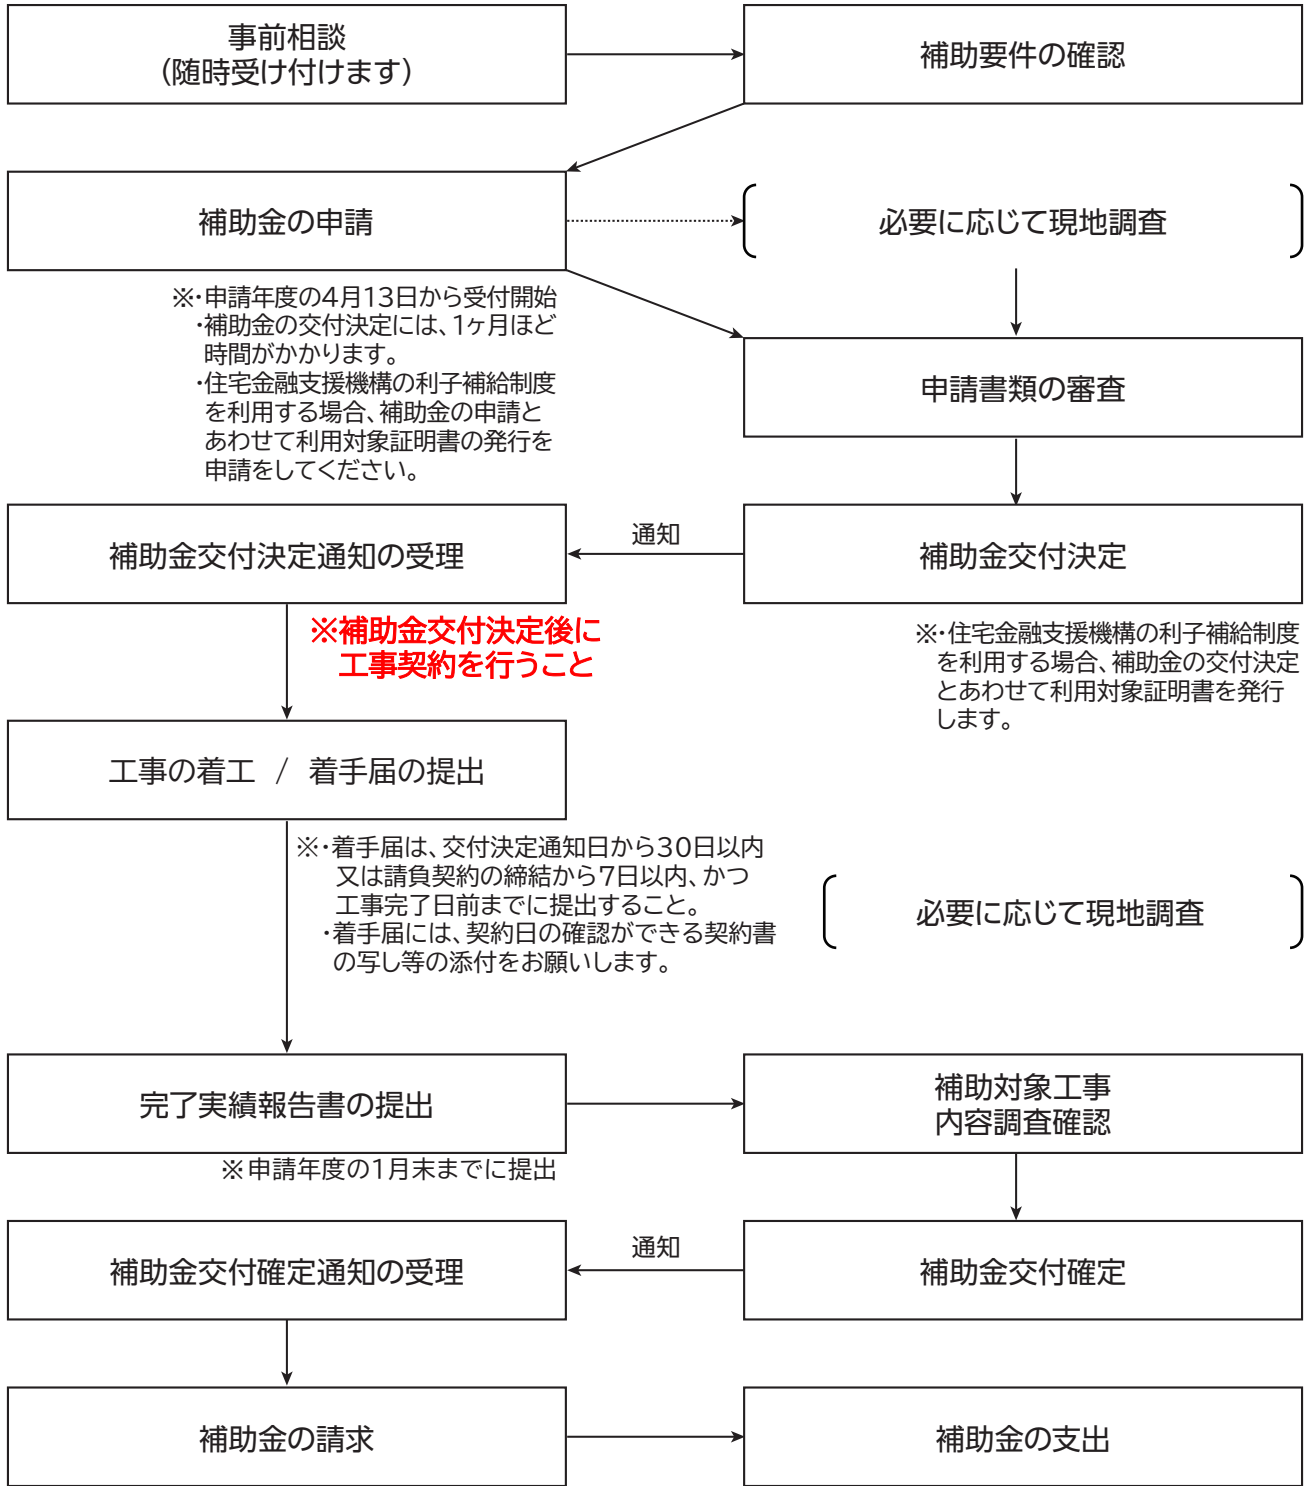 事前相談
（随時受け付けます）
補助要件の確認
補助金の申請
必要に応じて現地調査
※・申請年度の4月13日から受付開始
・補助金の交付決定には、1ヶ月ほど
時間がかかります。
・住宅金融支援機構の利子補給制度
を利用する場合、補助金の申請と
あわせて利用対象証明書の発行を
申請をしてください。
申請書類の審査
補助金交付決定通知の受理
通知
補助金交付決定
※補助金交付決定後に
工事契約を行うこと
※・住宅金融支援機構の利子補給制度
を利用する場合、補助金の交付決定
とあわせて利用対象証明書を発行
します。
工事の着工 / 着手届の提出
※・着手届は、交付決定通知日から30日以内
又は請負契約の締結から7日以内、かつ
工事完了日前までに提出すること。
・着手届には、契約日の確認ができる契約書
の写し等の添付をお願いします。
必要に応じて現地調査
完了実績報告書の提出
※申請年度の1月末までに提出
補助対象工事
内容調査確認
補助金交付確定通知の受理
通知
補助金交付確定
補助金の請求
補助金の支出